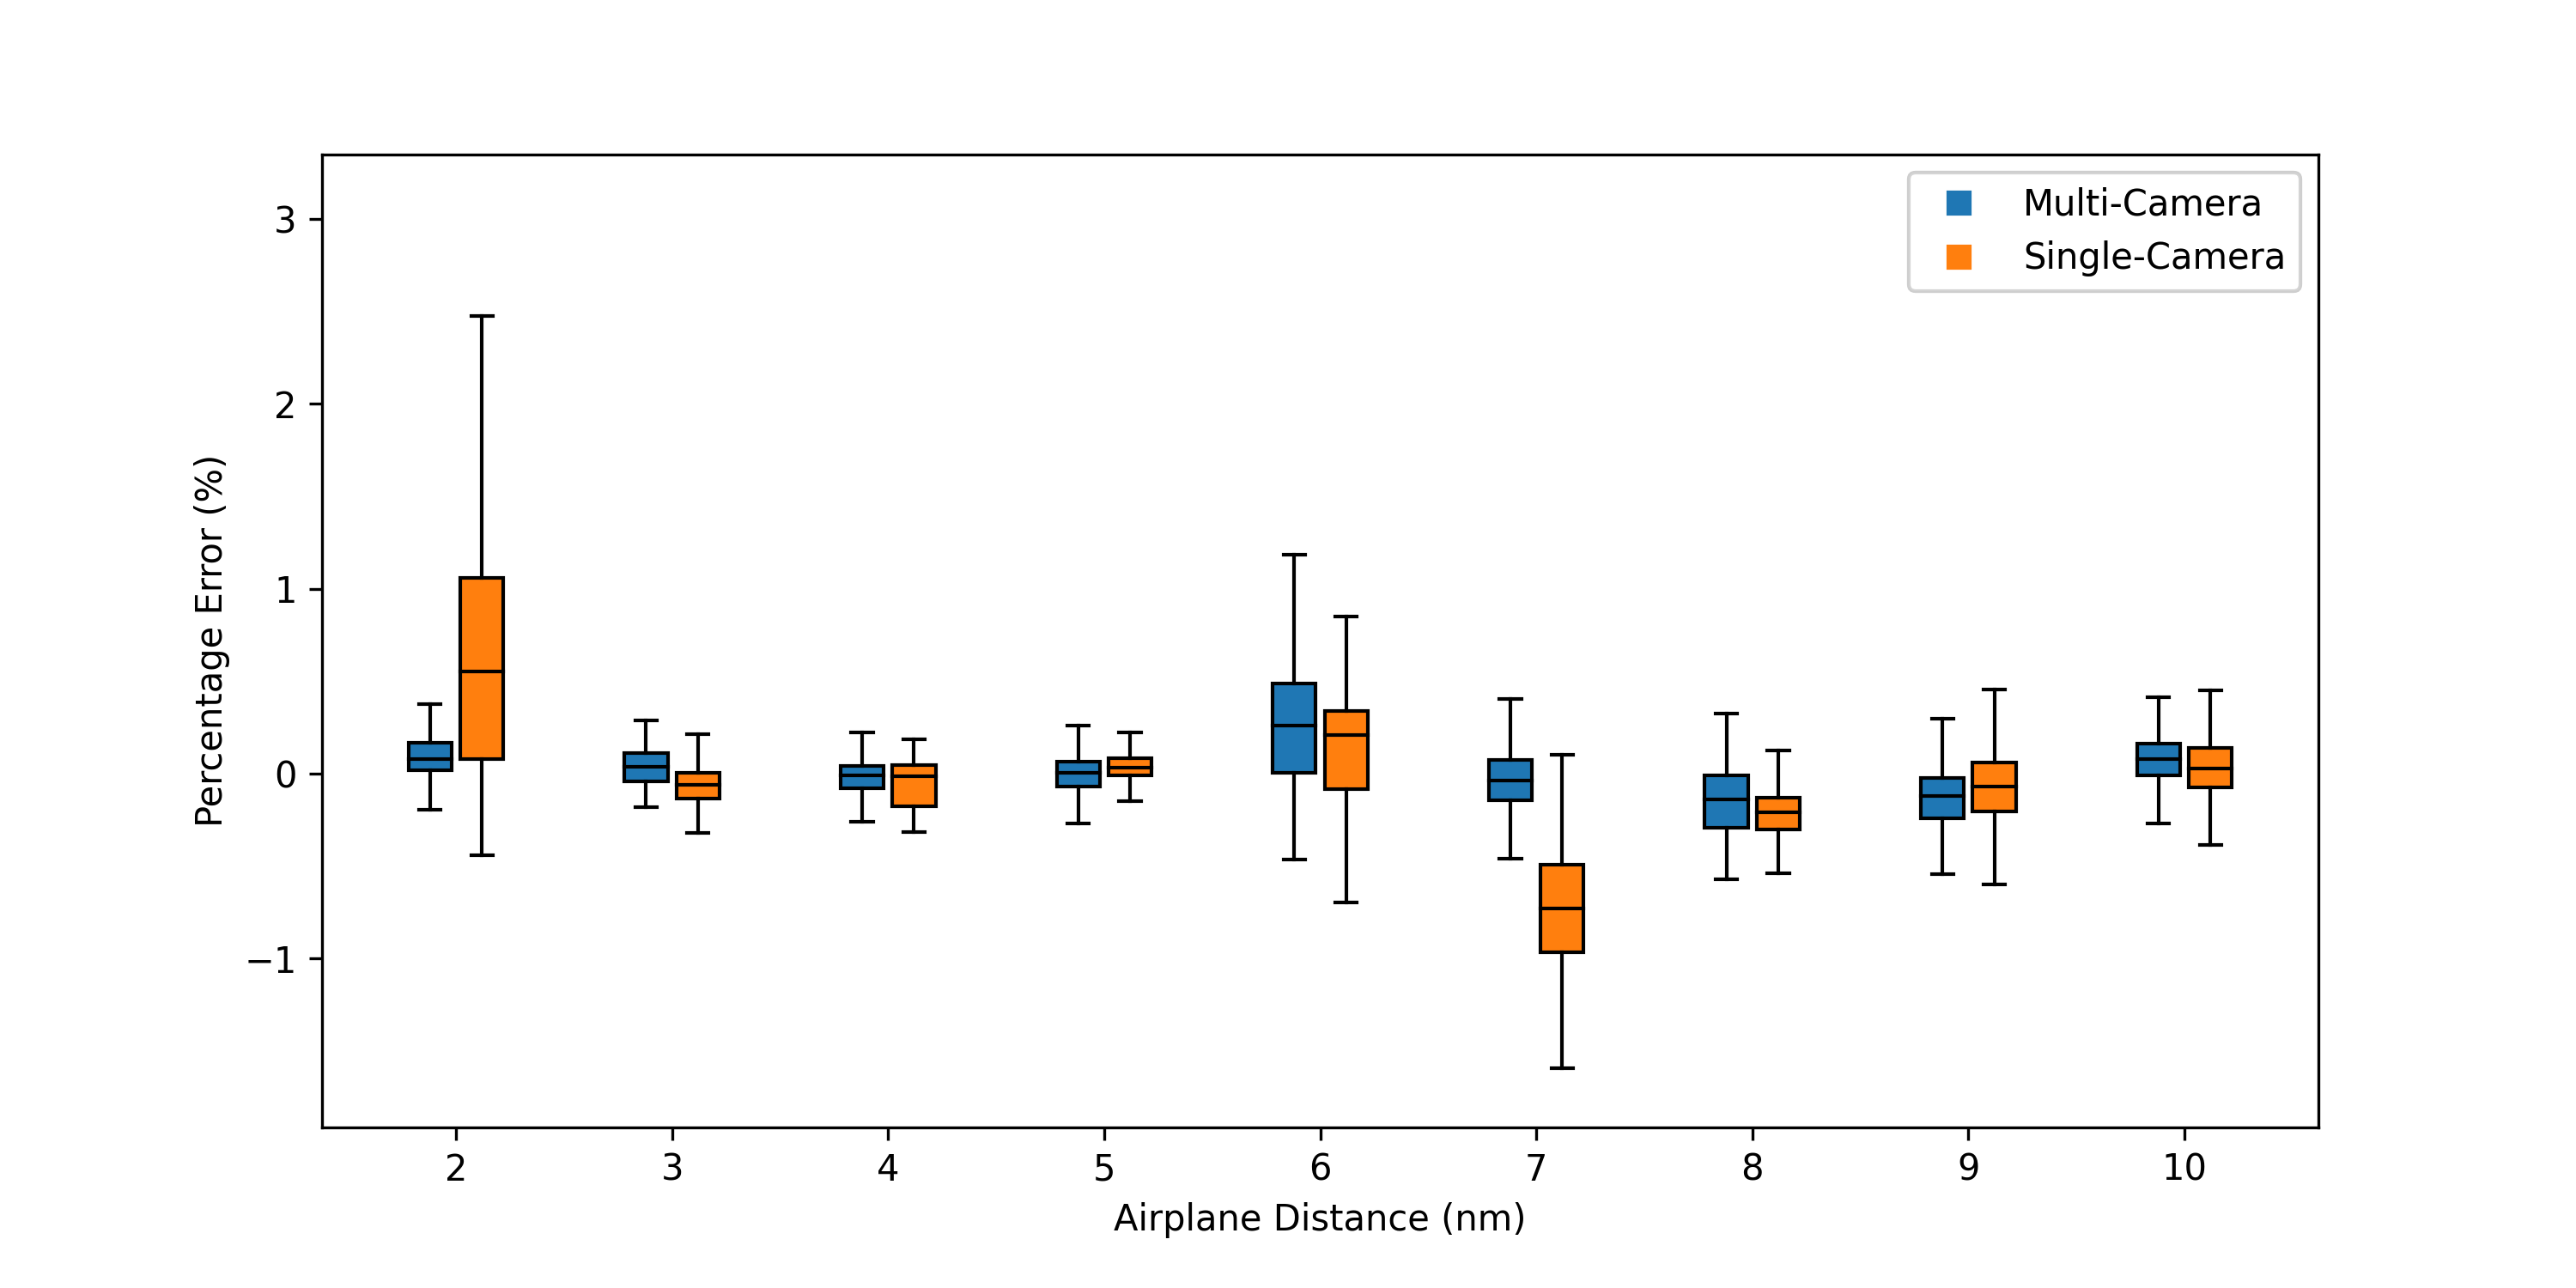 Multi-Camera
Single-Camera
Percentage Error (%)
3
2
1
0
−1
2 3 4 5 6 7 8 9 10
Airplane Distance (nm)